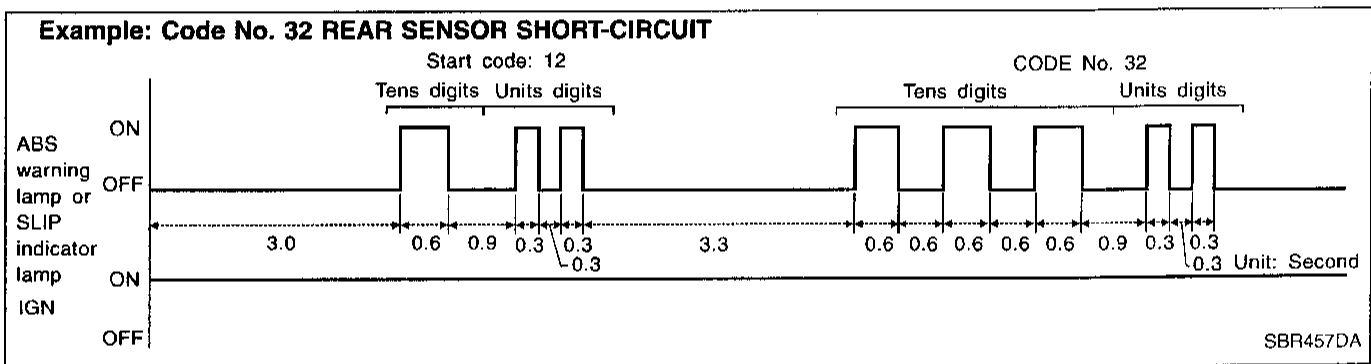 Example: Code No. 32 REAR SENSOR SHORT-CIRCUIT
Start code: 12
CODE No. 32
Tens digits Units digits
Tens digits
Units digits
ON
OFF
ABS
warning
lamp or
SLIP
indicator
lamp
3.0 0.6 0.9 0.3 0.3 3.3 0.6 0.6 0.6 0.6 0.6 0.9 0.3 0.3
0.3
0.3 Unit: Second
ON
IGN
OFF
SBR457DA